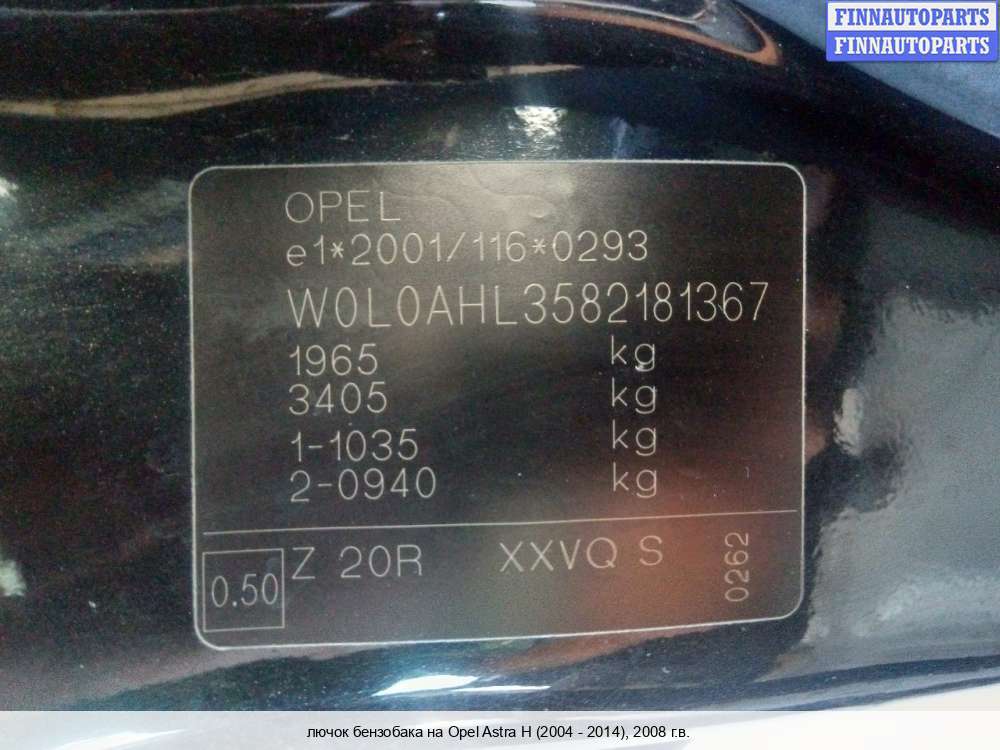 FINNAUTOPARTS
FINNAUTOPARTS
OPEL
e1*2001/116*0293
W0L0AHL3582181367
1965 kg
3405 kg
1-1035 kg
2-0940 kg
0.50 Z 20R XXVQ S 0262
лючок бензобака на Opel Astra H (2004 - 2014), 2008 г.в.